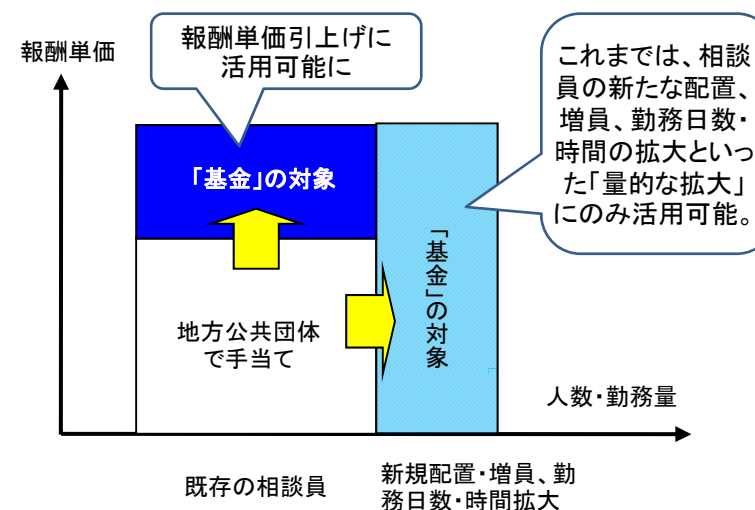 報酬単価
報酬単価引上げに
活用可能に
これまでは、相談
員の新たな配置、
増員、勤務日数・
時間の拡大といっ
た「量的な拡大」
にのみ活用可能。
「基金」の対象
「基金」の対象
地方公共団体
で手当て
人数・勤務量
既存の相談員
新規配置・増員、勤
務日数・時間拡大